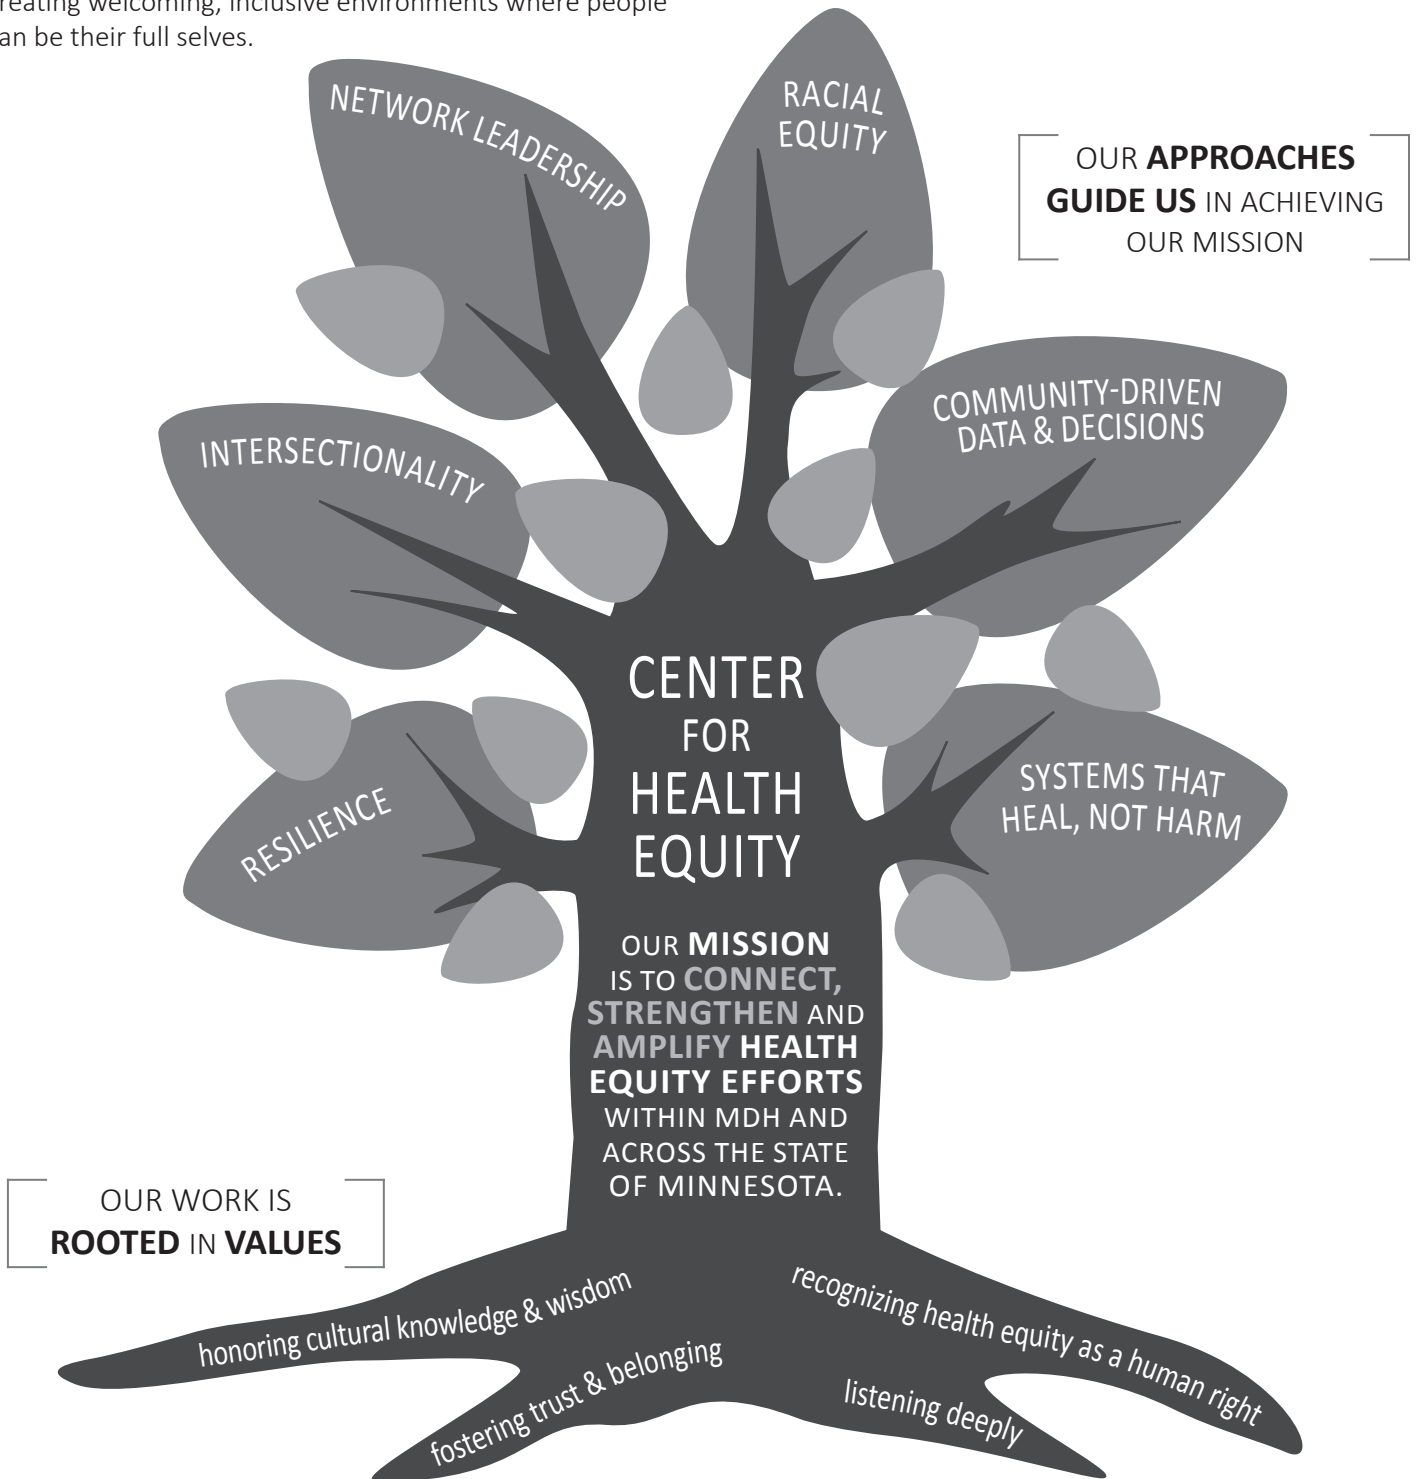 reating welcoming, inclusive environments where people
an be their full selves.
NETWORK LEADERSHIP
RACIAL
EQUITY
OUR APPROACHES
GUIDE US IN ACHIEVING
OUR MISSION
COMMUNITY-DRIVEN
DATA & DECISIONS
INTERSECTIONALITY
RESILIENCE
SYSTEMS THAT
HEAL, NOT HARM
CENTER
FOR
HEALTH
EQUITY
OUR MISSION
IS TO CONNECT,
STRENGTHEN AND
AMPLIFY HEALTH
EQUITY EFFORTS
WITHIN MDH AND
ACROSS THE STATE
OF MINNESOTA.
OUR WORK IS
ROOTED IN VALUES
honoring cultural knowledge & wisdom
fostering trust & belonging
recognizing health equity as a human right
listening deeply